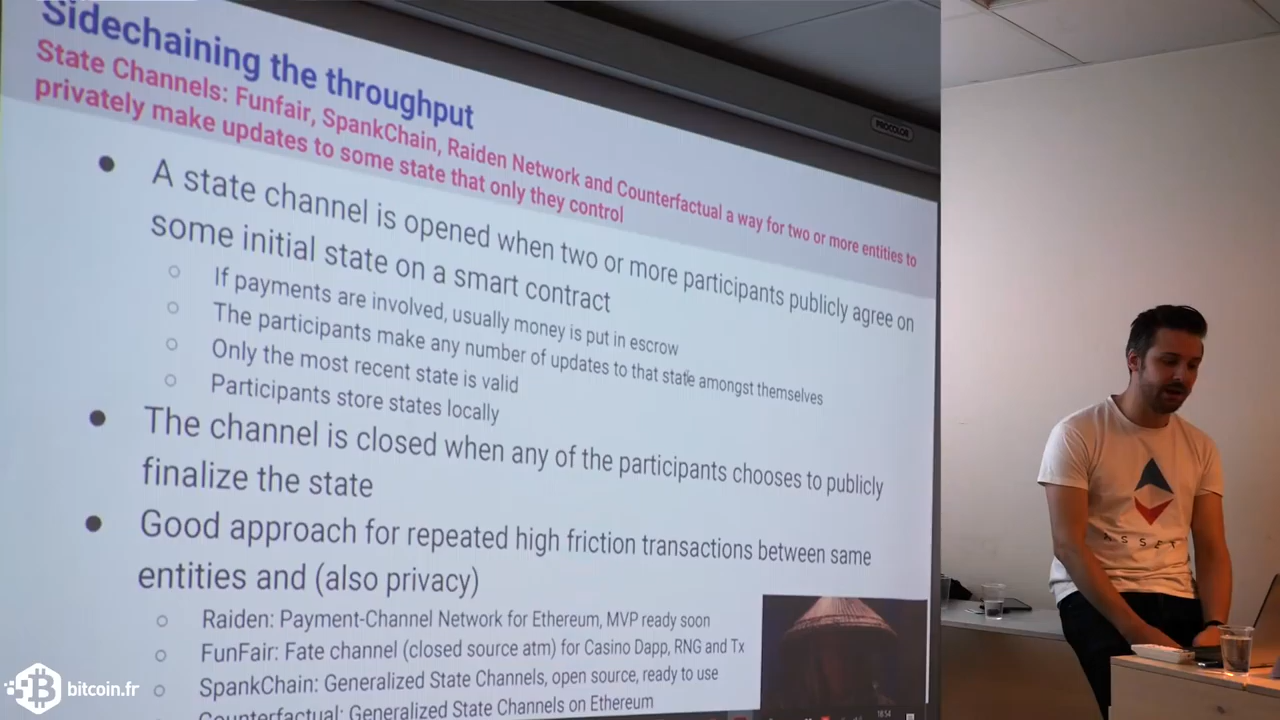 Sidechaining the throughput
State Channels: Funfair, SpankChain, Raiden Network and Counterfactual a way for two or more entities to
privately make updates to some state that only they control
● A state channel is opened when two or more participants publicly agree on
some initial state on a smart contract
○ If payments are involved, usually money is put in escrow
○ The participants make any number of updates to that state amongst themselves
○ Only the most recent state is valid
○ Participants store states locally
● The channel is closed when any of the participants chooses to publicly
finalize the state
● Good approach for repeated high friction transactions between same
entities and (also privacy)
○ Raiden: Payment-Channel Network for Ethereum, MVP ready soon
○ FunFair: Fate channel (closed source atm) for Casino Dapp, RNG and Tx
○ SpankChain: Generalized State Channels, open source, ready to use
Counterfactual: Generalized State Channels on Ethereum
18:54
PROCOLOR
ASSET
bitcoin.fr